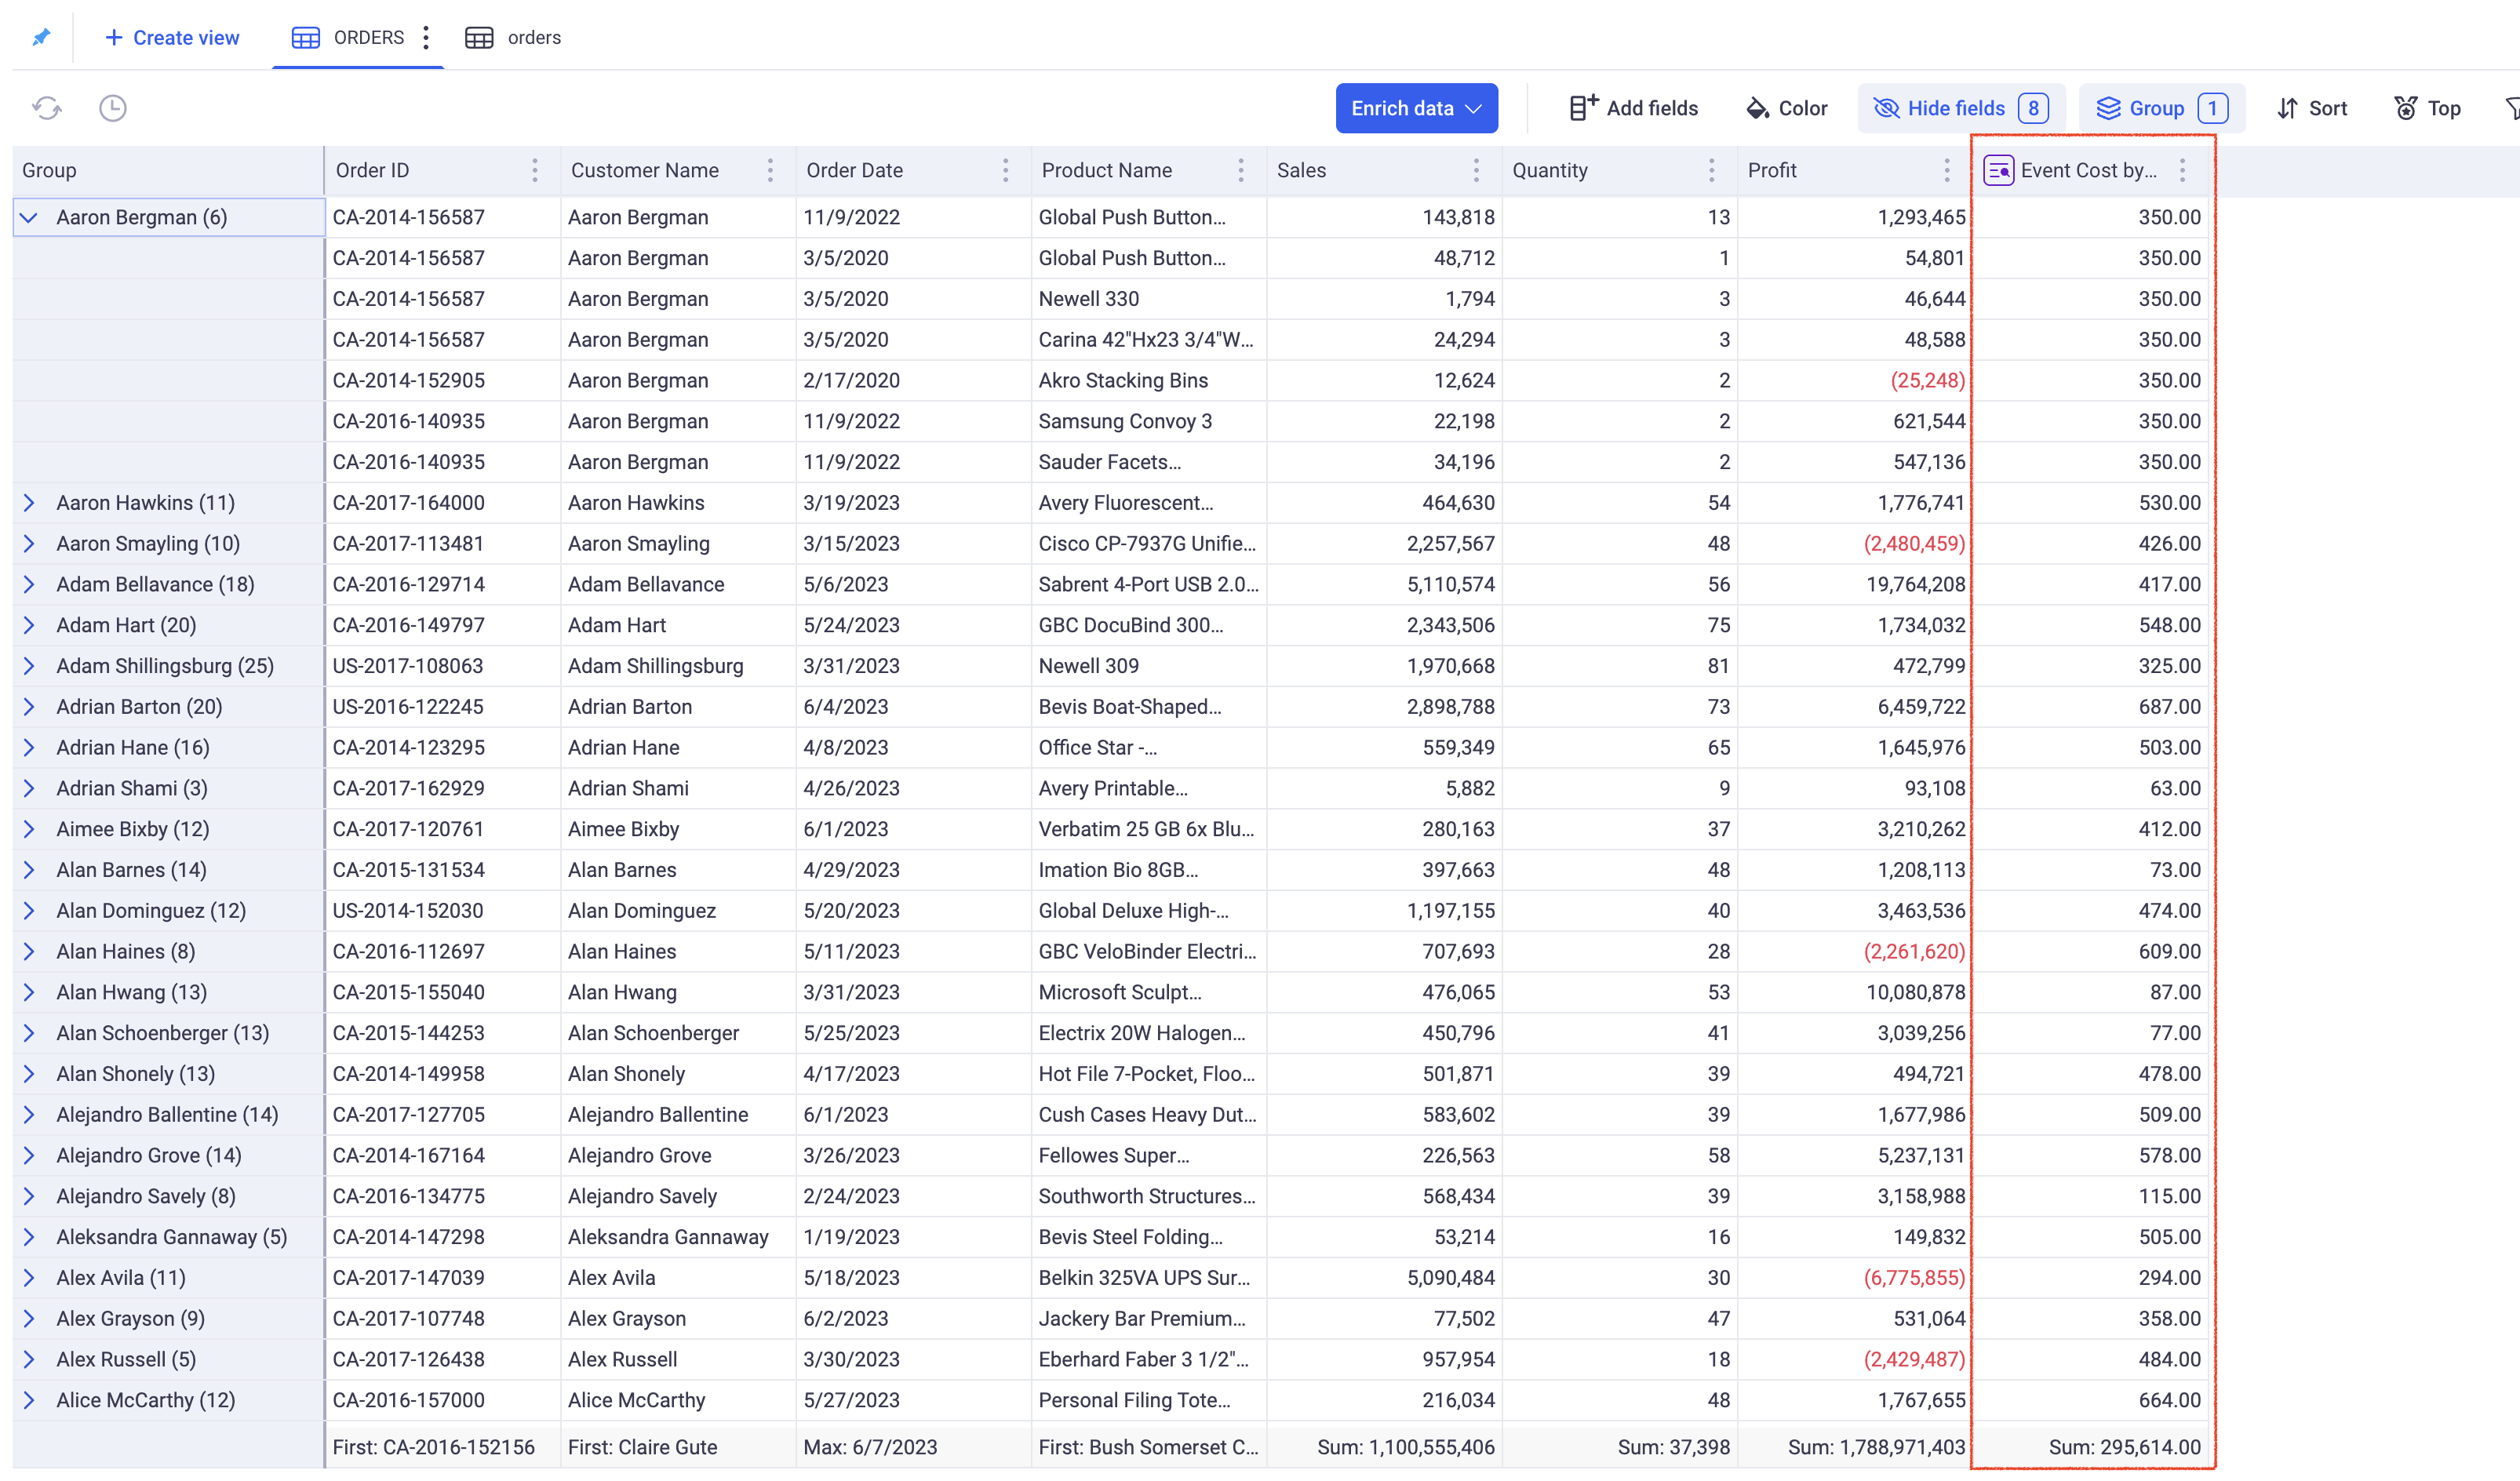 Create view ORDERS orders
Enrich data Add fields Color Hide fields 8 Group 1 Sort Top
Group Order ID Customer Name Order Date Product Name Sales Quantity Profit Event Cost by...
Aaron Bergman (6) CA-2014-156587 Aaron Bergman 11/9/2022 Global Push Button... 143,818 13 1,293,465 350.00
CA-2014-156587 Aaron Bergman 3/5/2020 Global Push Button... 48,712 1 54,801 350.00
CA-2014-156587 Aaron Bergman 3/5/2020 Newell 330 1,794 3 46,644 350.00
CA-2014-156587 Aaron Bergman 3/5/2020 Carina 42"Hx23 3/4"W... 24,294 3 48,588 350.00
CA-2014-152905 Aaron Bergman 2/17/2020 Akro Stacking Bins 12,624 2 (25,248) 350.00
CA-2016-140935 Aaron Bergman 11/9/2022 Samsung Convoy 3 22,198 2 621,544 350.00
CA-2016-140935 Aaron Bergman 11/9/2022 Sauder Facets... 34,196 2 547,136 350.00
Aaron Hawkins (11) CA-2017-164000 Aaron Hawkins 3/19/2023 Avery Fluorescent... 464,630 54 1,776,741 530.00
Aaron Smayling (10) CA-2017-113481 Aaron Smayling 3/15/2023 Cisco CP-7937G Unifie... 2,257,567 48 (2,480,459) 426.00
Adam Bellavance (18) CA-2016-129714 Adam Bellavance 5/6/2023 Sabrent 4-Port USB 2.0... 5,110,574 56 19,764,208 417.00
Adam Hart (20) CA-2016-149797 Adam Hart 5/24/2023 GBC DocuBind 300... 2,343,506 75 1,734,032 548.00
Adam Shillingsburg (25) US-2017-108063 Adam Shillingsburg 3/31/2023 Newell 309 1,970,668 81 472,799 325.00
Adrian Barton (20) US-2016-122245 Adrian Barton 6/4/2023 Bevis Boat-Shaped... 2,898,788 73 6,459,722 687.00
Adrian Hane (16) CA-2014-123295 Adrian Hane 4/8/2023 Office Star -... 559,349 65 1,645,976 503.00
Adrian Shami (3) CA-2017-162929 Adrian Shami 4/26/2023 Avery Printable... 5,882 9 93,108 63.00
Aimee Bixby (12) CA-2017-120761 Aimee Bixby 6/1/2023 Verbatim 25 GB 6x Blu... 280,163 37 3,210,262 412.00
Alan Barnes (14) CA-2015-131534 Alan Barnes 4/29/2023 Imation Bio 8GB... 397,663 48 1,208,113 73.00
Alan Dominguez (12) US-2014-152030 Alan Dominguez 5/20/2023 Global Deluxe High-... 1,197,155 40 3,463,536 474.00
Alan Haines (8) CA-2016-112697 Alan Haines 5/11/2023 GBC VeloBinder Electri... 707,693 28 (2,261,620) 609.00
Alan Hwang (13) CA-2015-155040 Alan Hwang 3/31/2023 Microsoft Sculpt... 476,065 53 10,080,878 87.00
Alan Schoenberger (13) CA-2015-144253 Alan Schoenberger 5/25/2023 Electrix 20W Halogen... 450,796 41 3,039,256 77.00
Alan Shonely (13) CA-2014-149958 Alan Shonely 4/17/2023 Hot File 7-Pocket, Floo... 501,871 39 494,721 478.00
Alejandro Ballentine (14) CA-2017-127705 Alejandro Ballentine 6/1/2023 Cush Cases Heavy Dut... 583,602 39 1,677,986 509.00
Alejandro Grove (14) CA-2014-167164 Alejandro Grove 3/26/2023 Fellowes Super... 226,563 58 5,237,131 578.00
Alejandro Savely (8) CA-2016-134775 Alejandro Savely 2/24/2023 Southworth Structures... 568,434 39 3,158,988 115.00
Aleksandra Gannaway (5) CA-2014-147298 Aleksandra Gannaway 1/19/2023 Bevis Steel Folding... 53,214 16 149,832 505.00
Alex Avila (11) CA-2017-147039 Alex Avila 5/18/2023 Belkin 325VA UPS Sur... 5,090,484 30 (6,775,855) 294.00
Alex Grayson (9) CA-2017-107748 Alex Grayson 6/2/2023 Jackery Bar Premium... 77,502 47 531,064 358.00
Alex Russell (5) CA-2017-126438 Alex Russell 3/30/2023 Eberhard Faber 3 1/2"... 957,954 18 (2,429,487) 484.00
Alice McCarthy (12) CA-2016-157000 Alice McCarthy 5/27/2023 Personal Filing Tote... 216,034 48 1,767,655 664.00
First: CA-2016-152156 First: Claire Gute Max: 6/7/2023 First: Bush Somerset C... Sum: 1,100,555,406 Sum: 37,398 Sum: 1,788,971,403 Sum: 295,614.00